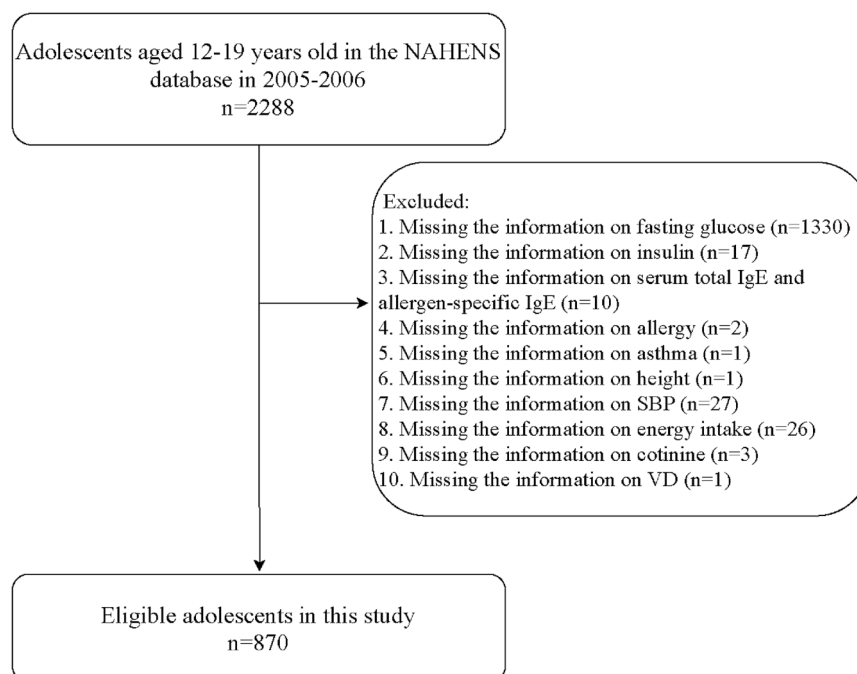 Adolescents aged 12-19 years old in the NAHENS
database in 2005-2006
n=2288
Excluded:
1. Missing the information on fasting glucose (n=1330)
2. Missing the information on insulin (n=17)
3. Missing the information on serum total IgE and
allergen-specific IgE (n=10)
4. Missing the information on allergy (n=2)
5. Missing the information on asthma (n=1)
6. Missing the information on height (n=1)
7. Missing the information on SBP (n=27)
8. Missing the information on energy intake (n=26)
9. Missing the information on cotinine (n=3)
10. Missing the information on VD (n=1)
Eligible adolescents in this study
n=870